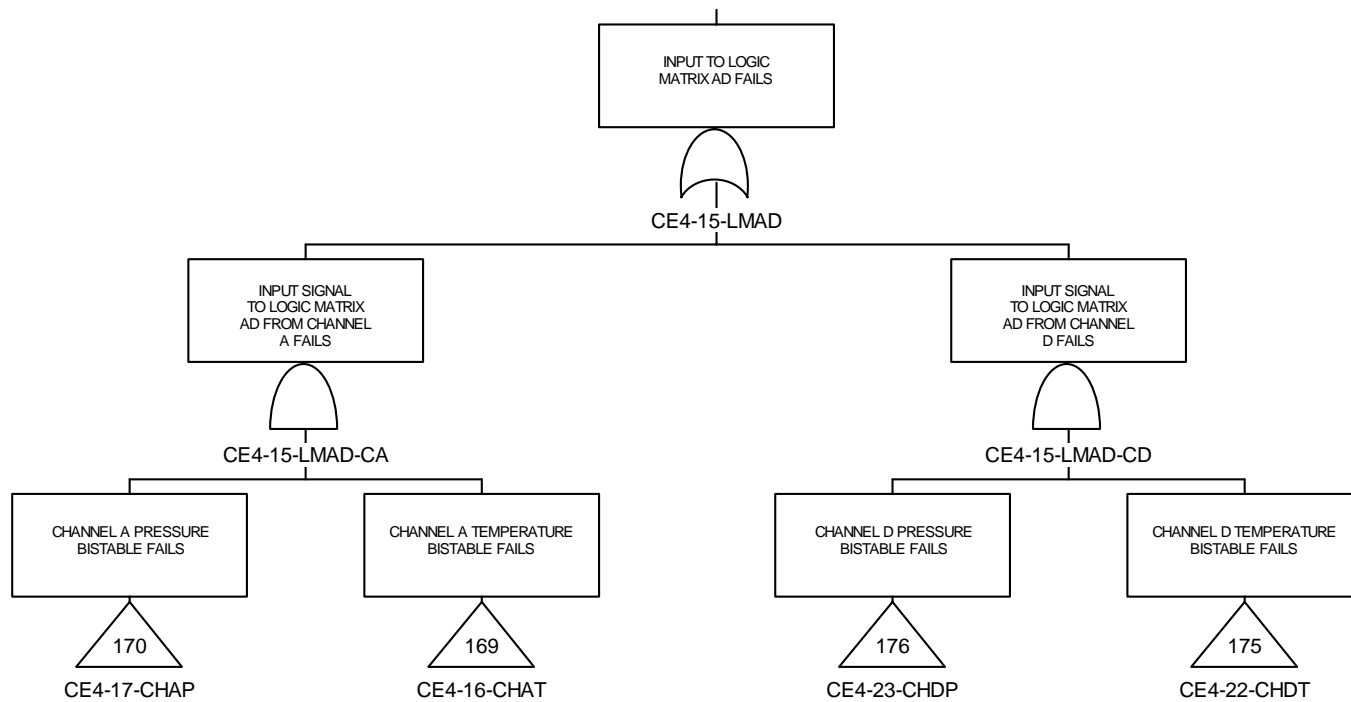 INPUT TO LOGIC
MATRIX AD FAILS
CE4-15-LMAD
INPUT SIGNAL
TO LOGIC MATRIX
AD FROM CHANNEL
A FAILS
INPUT SIGNAL
TO LOGIC MATRIX
AD FROM CHANNEL
D FAILS
CE4-15-LMAD-CA
CE4-15-LMAD-CD
CHANNEL A PRESSURE
BISTABLE FAILS
CHANNEL A TEMPERATURE
BISTABLE FAILS
CHANNEL D PRESSURE
BISTABLE FAILS
CHANNEL D TEMPERATURE
BISTABLE FAILS
170
169
176
175
CE4-17-CHAP
CE4-16-CHAT
CE4-23-CHDP
CE4-22-CHDT